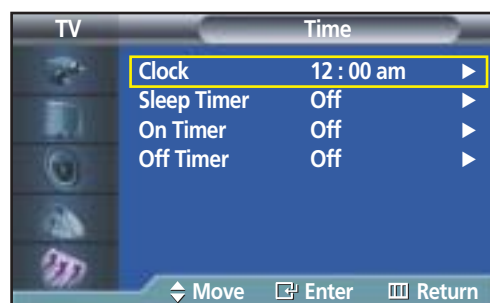 TV Time
Clock 12 : 00 am ▶
Sleep Timer Off ▶
On Timer Off ▶
Off Timer Off ▶
Move Enter Return